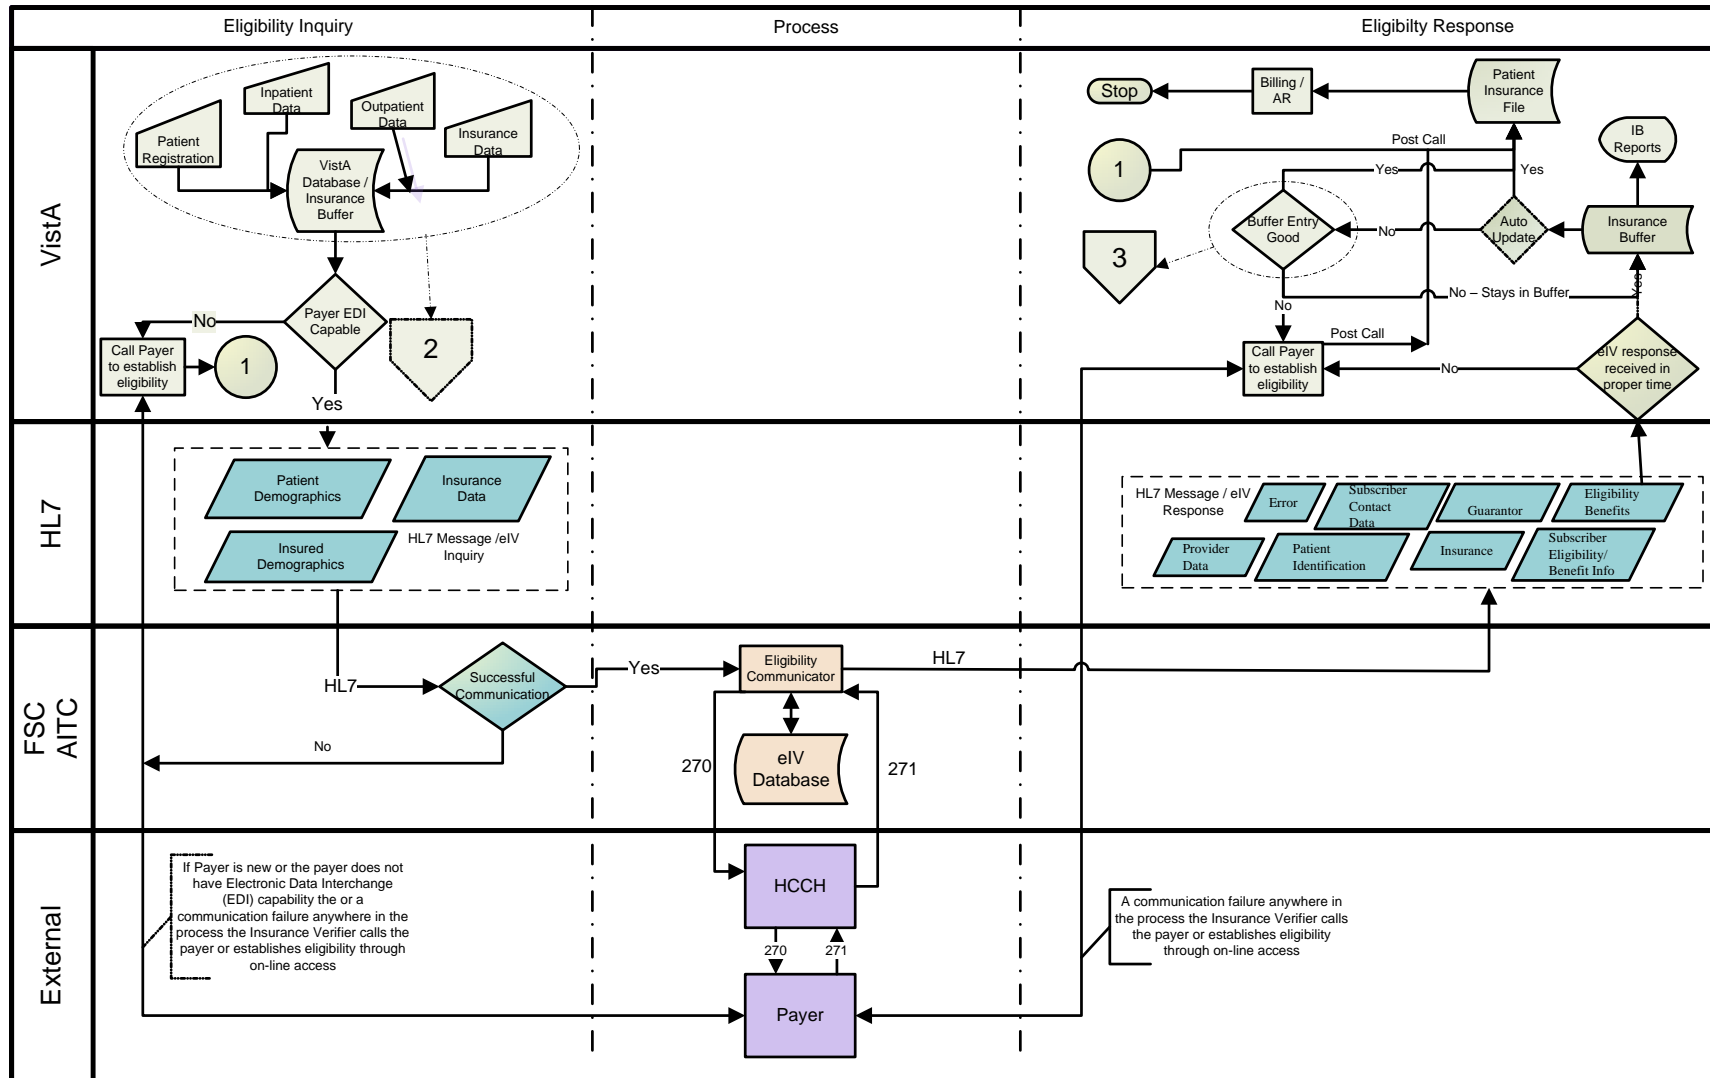 Eligibility Inquiry
Process
Eligibilty Response
VistA
Patient
Registration
Inpatient
Data
Outpatient
Data
Insurance
Data
VistA
Database /
Insurance
Buffer
Payer EDI
Capable
No
Call Payer
to establish
eligibility
1
2
Yes
Stop
Billing /
AR
Patient
Insurance
File
IB
Reports
1
Post Call
Yes
Yes
Buffer Entry
Good
No
Auto
Update
Insurance
Buffer
3
No – Stays in Buffer
Yes
No
Post Call
Call Payer
to establish
eligibility
No
eIV response
received in
proper time
HL7
Patient
Demographics
Insurance
Data
Insured
Demographics
HL7 Message /eIV
Inquiry
HL7 Message / eIV
Response
Error
Subscriber
Contact
Data
Guarantor
Eligibility
Benefits
Provider
Data
Patient
Identification
Insurance
Subscriber
Eligibility/
Benefit Info
FSC
AITC
HL7
Successful
Communication
Yes
No
Eligibility
Communicator
HL7
eIV
Database
270
271
External
If Payer is new or the payer does not
have Electronic Data Interchange
(EDI) capability the or a
communication failure anywhere in the
process the Insurance Verifier calls the
payer or establishes eligibility through
on-line access
HCCH
270
271
Payer
A communication failure anywhere in
the process the Insurance Verifier calls
the payer or establishes eligibility
through on-line access